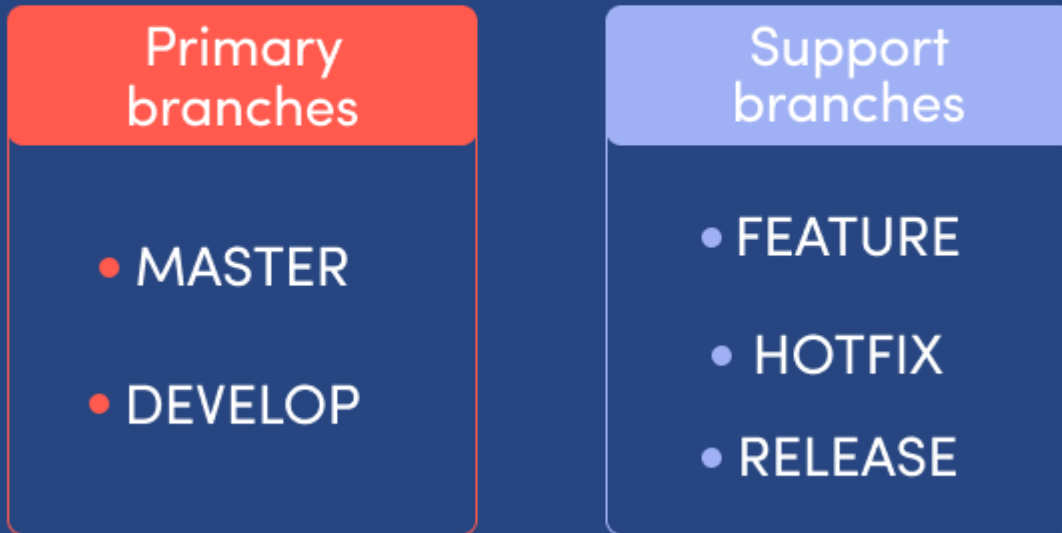 Primary
branches
MASTER
DEVELOP
Support
branches
FEATURE
HOTFIX
RELEASE